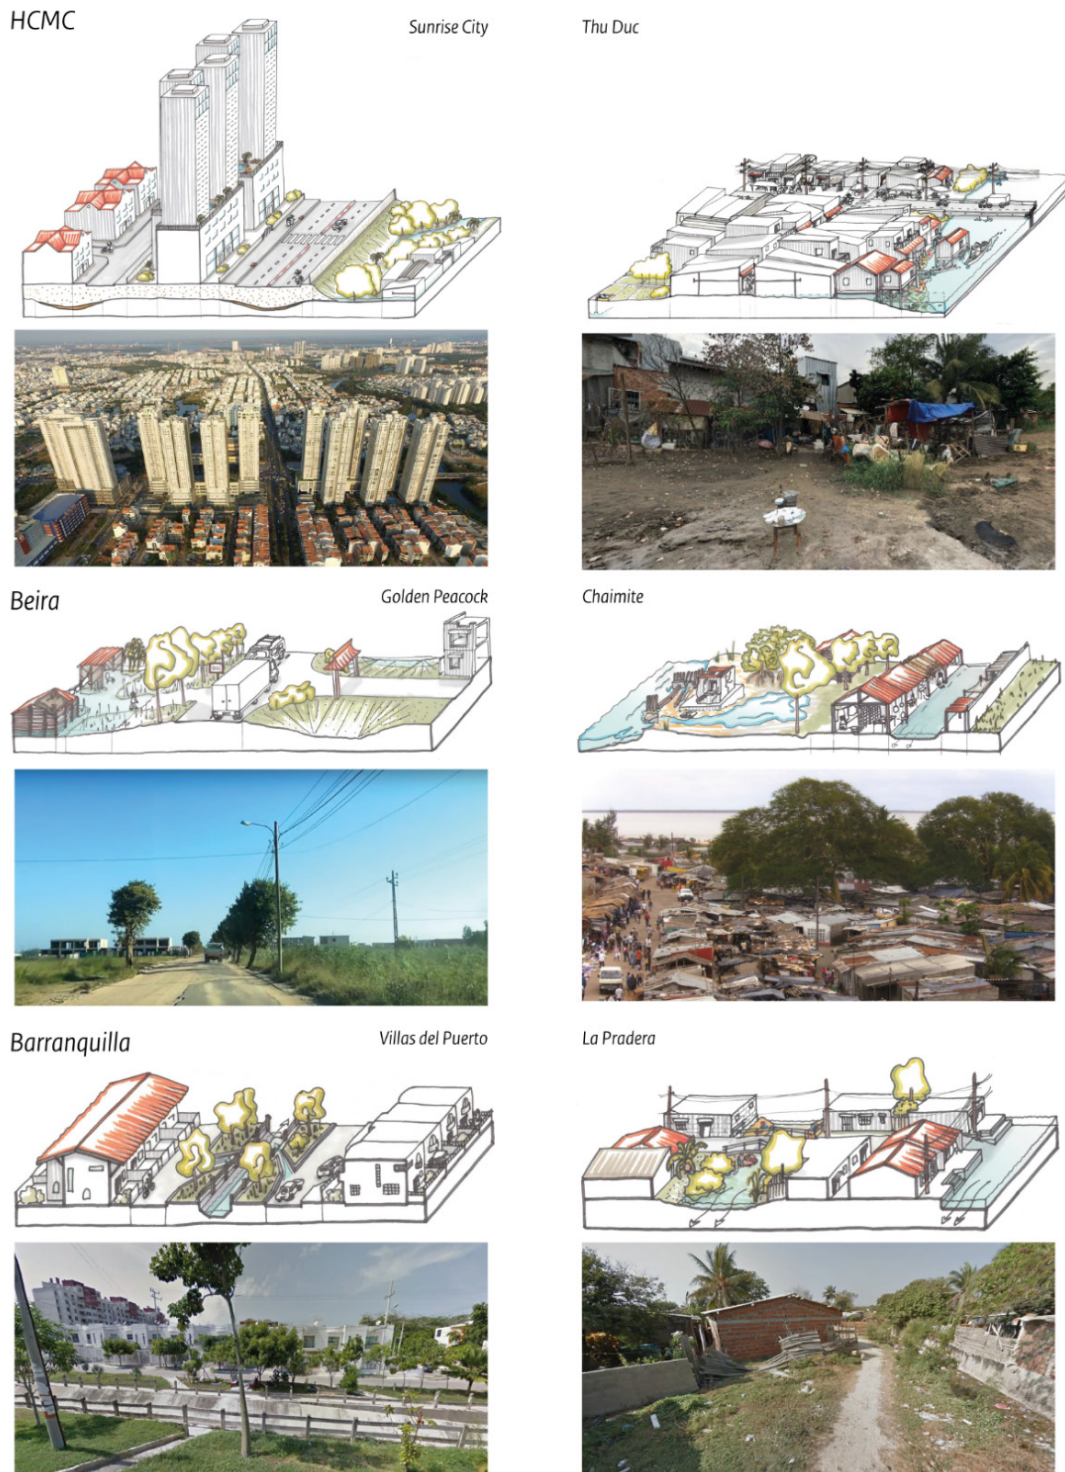 HCMC
Sunrise City
Thu Duc
Beira
Golden Peacock
Chaimite
Barranquilla
Villas del Puerto
La Pradera